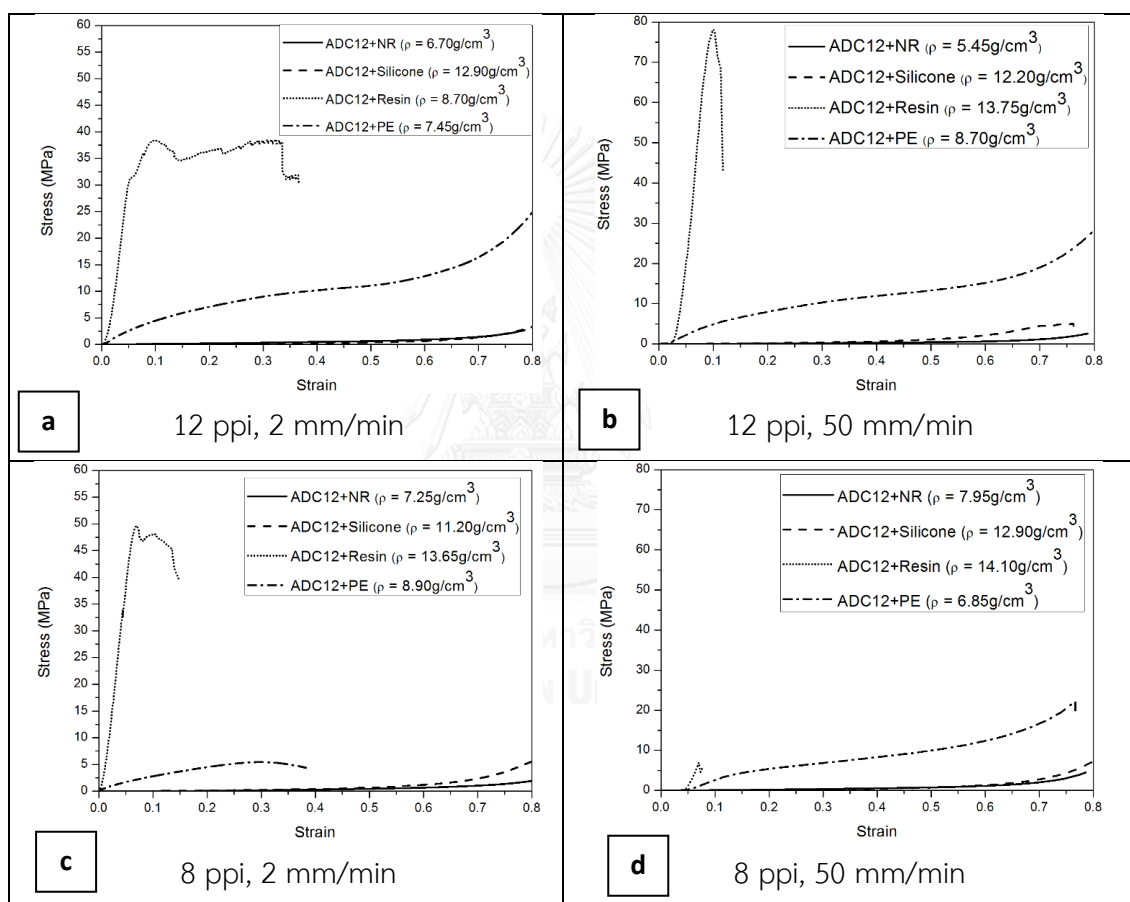 60
55
50
45
40
35
30
25
20
15
10
5
0
Stress (MPa)
ADC12+NR (ρ = 6.70g/cm³)
ADC12+Silicone (ρ = 12.90g/cm³)
ADC12+Resin (ρ = 8.70g/cm³)
ADC12+PE (ρ = 7.45g/cm³)
0.0 0.1 0.2 0.3 0.4 0.5 0.6 0.7 0.8
Strain
a
12 ppi, 2 mm/min
80
70
60
50
40
30
20
10
0
Stress (MPa)
ADC12+NR (ρ = 5.45g/cm³)
ADC12+Silicone (ρ = 12.20g/cm³)
ADC12+Resin (ρ = 13.75g/cm³)
ADC12+PE (ρ = 8.70g/cm³)
0.0 0.1 0.2 0.3 0.4 0.5 0.6 0.7 0.8
Strain
b
12 ppi, 50 mm/min
60
55
50
45
40
35
30
25
20
15
10
5
0
Stress (MPa)
ADC12+NR (ρ = 7.25g/cm³)
ADC12+Silicone (ρ = 11.20g/cm³)
ADC12+Resin (ρ = 13.65g/cm³)
ADC12+PE (ρ = 8.90g/cm³)
0.0 0.1 0.2 0.3 0.4 0.5 0.6 0.7 0.8
Strain
c
8 ppi, 2 mm/min
80
70
60
50
40
30
20
10
0
Stress (MPa)
ADC12+NR (ρ = 7.95g/cm³)
ADC12+Silicone (ρ = 12.90g/cm³)
ADC12+Resin (ρ = 14.10g/cm³)
ADC12+PE (ρ = 6.85g/cm³)
0.0 0.1 0.2 0.3 0.4 0.5 0.6 0.7 0.8
Strain
d
8 ppi, 50 mm/min